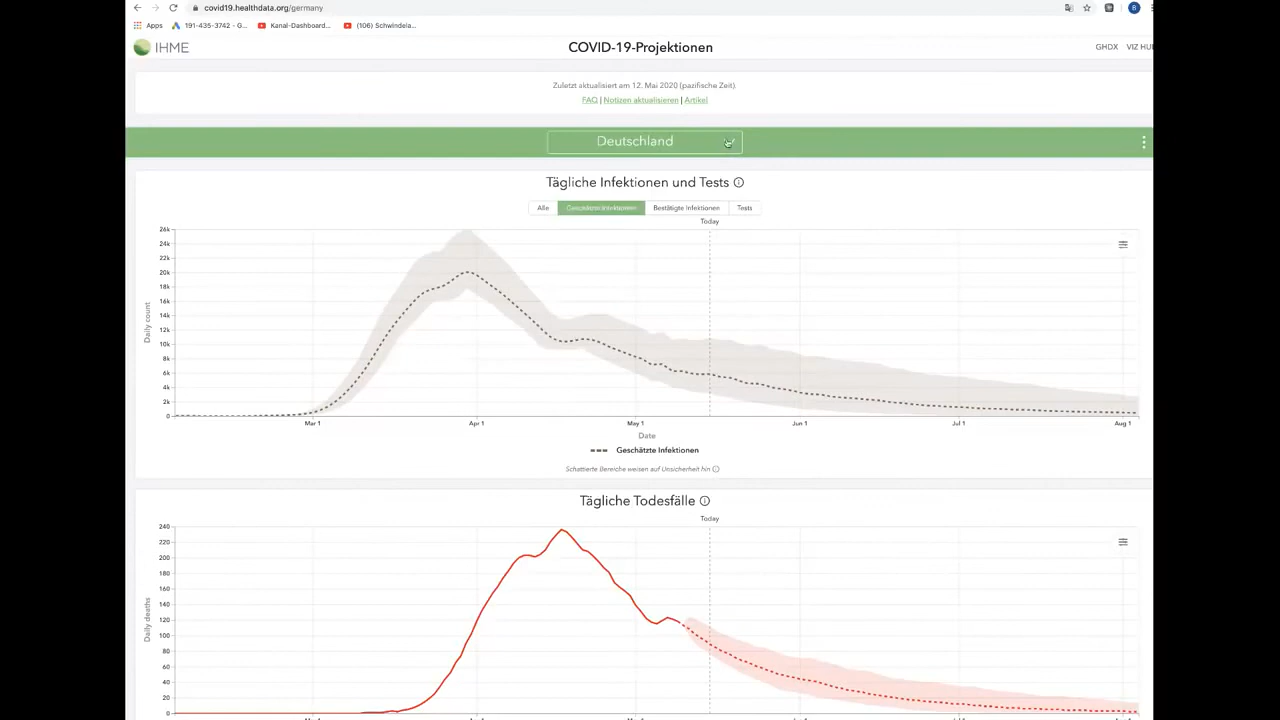 covid19.healthdata.org/germany
Apps 191-435-3742 - G... Kanal-Dashboard... (106) Schwindela...
IHME COVID-19-Projektionen GHDX VIZ HU
Zuletzt aktualisiert am 12. Mai 2020 (pazifische Zeit).
FAQ | Notizen aktualisieren | Artikel
Deutschland
Tägliche Infektionen und Tests
Alle Geschätzte Infektionen Bestätigte Infektionen Tests
Today
26k
24k
22k
20k
18k
16k
14k
12k
10k
8k
6k
4k
2k
0
Daily count
Mar 1 Apr 1 May 1 Jun 1 Jul 1 Aug 1
Date
Geschätzte Infektionen
Schattierte Bereiche weisen auf Unsicherheit hin
Tägliche Todesfälle
Today
240
220
200
180
160
140
120
100
80
60
40
20
0
Daily deaths